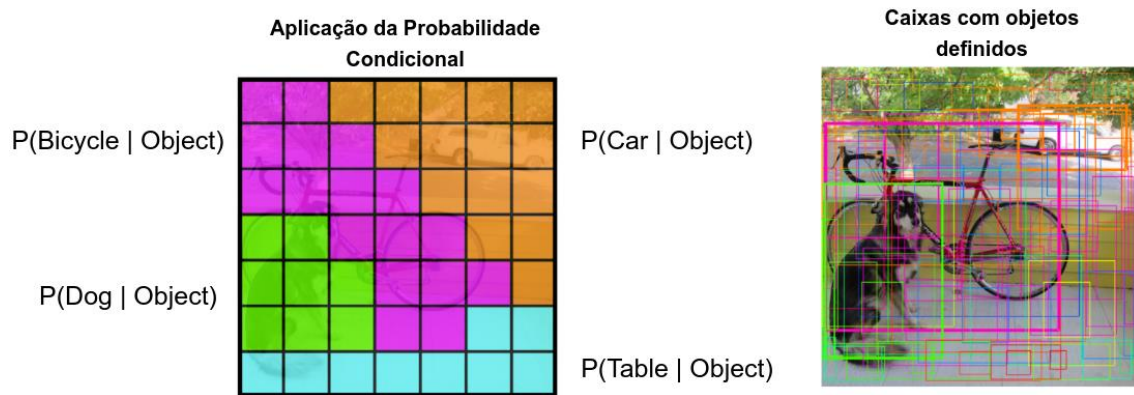 Aplicação da Probabilidade
Condicional
Caixas com objetos
definidos
P(Bicycle | Object)
P(Car | Object)
P(Dog | Object)
P(Table | Object)